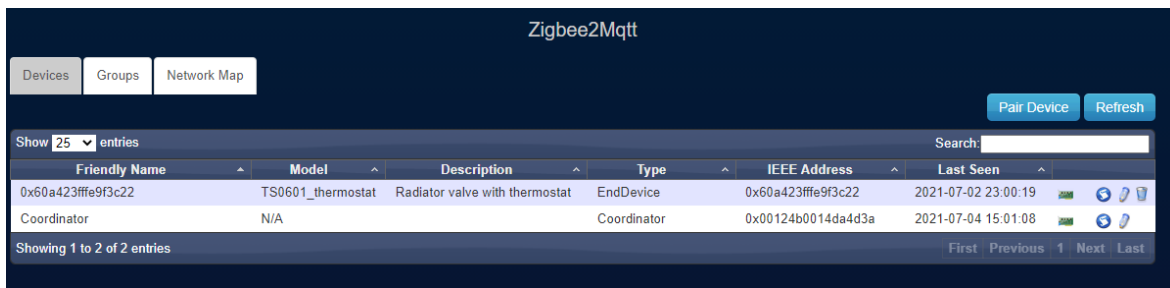 Zigbee2Mqtt
Devices Groups Network Map
Pair Device Refresh
Show 25 entries Search:
Friendly Name Model Description Type IEEE Address Last Seen
0x60a423fffe9f3c22 TS0601_thermostat Radiator valve with thermostat EndDevice 0x60a423fffe9f3c22 2021-07-02 23:00:19
Coordinator N/A Coordinator 0x00124b0014da4d3a 2021-07-04 15:01:08
Showing 1 to 2 of 2 entries First Previous 1 Next Last